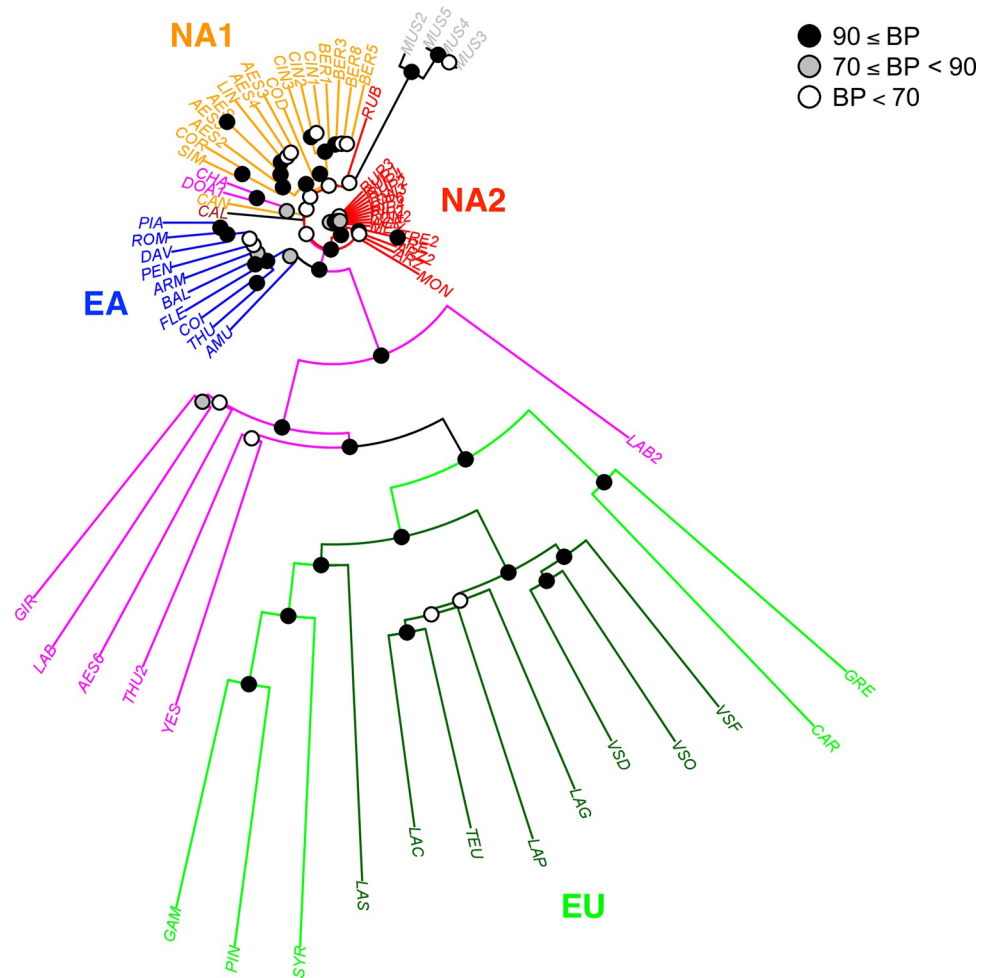 NA1
90 ≤ BP
70 ≤ BP < 90
BP < 70
MUS2
MUS5
MUS4
MUS3
BER5
BER8
BER3
BER1
CIN1
CIN2
CIN3
COD
AES3
AES4
LIN
AES2
COR
SIM
RUB
CHA
DOA7
CAN
CAL
NA2
MON
PIA
ROM
DAV
PEN
ARM
BAL
FLE
COI
THU
AMU
EA
LAB2
GIR
LAB
AES6
THU2
YES
GRE
CAR
VSF
VSO
VSD
LAG
LAP
TEU
LAC
LAS
SYR
PIN
GAM
EU